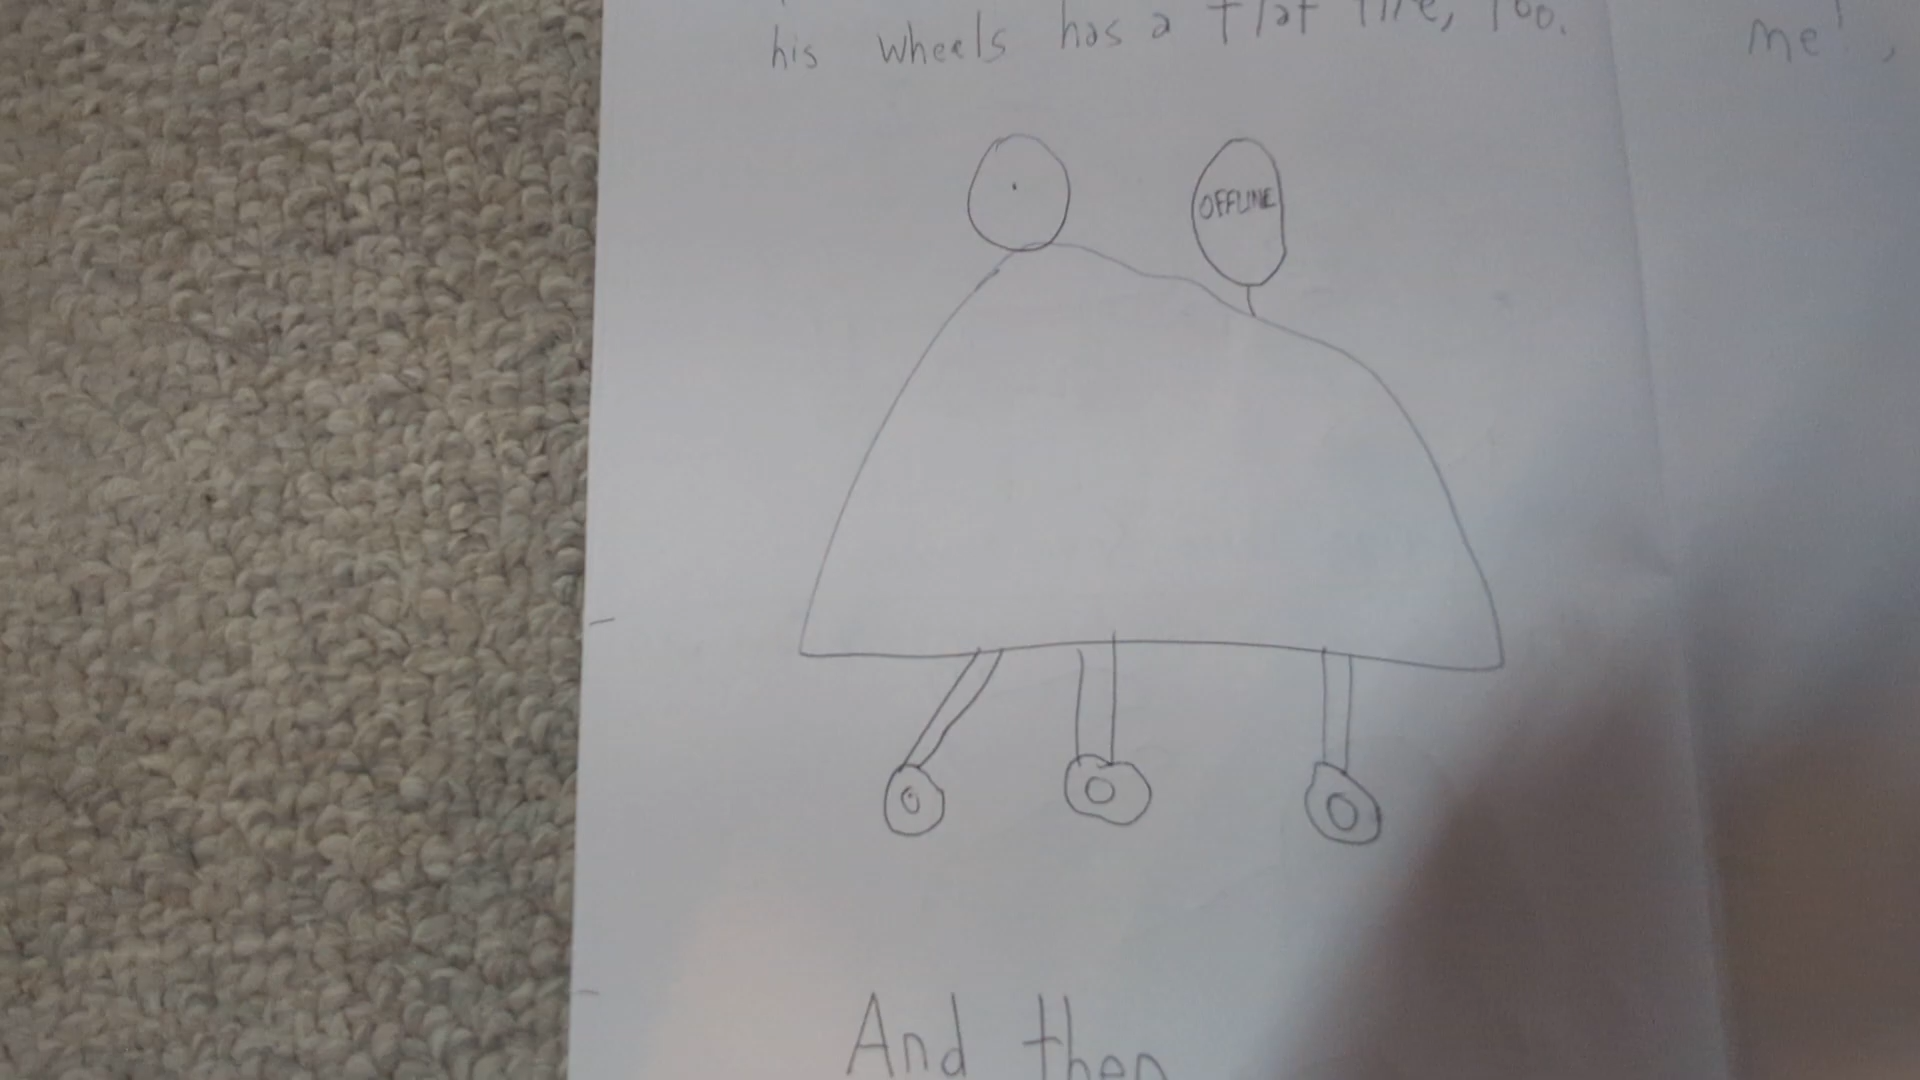 his wheels has a flat tire, too.
me',
OFFLINE
And then